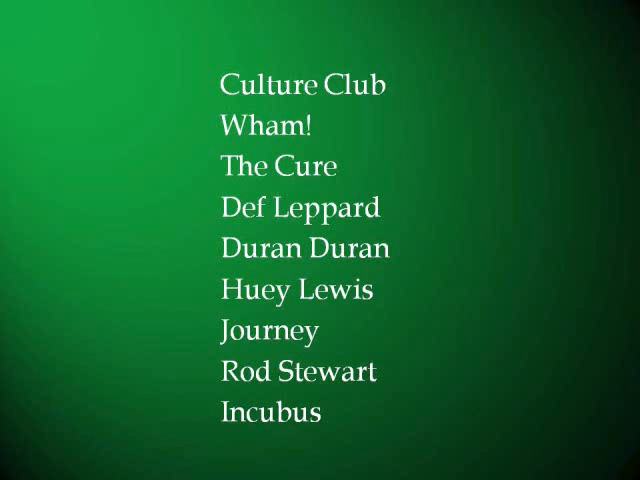 Culture Club
Wham!
The Cure
Def Leppard
Duran Duran
Huey Lewis
Journey
Rod Stewart
Incubus